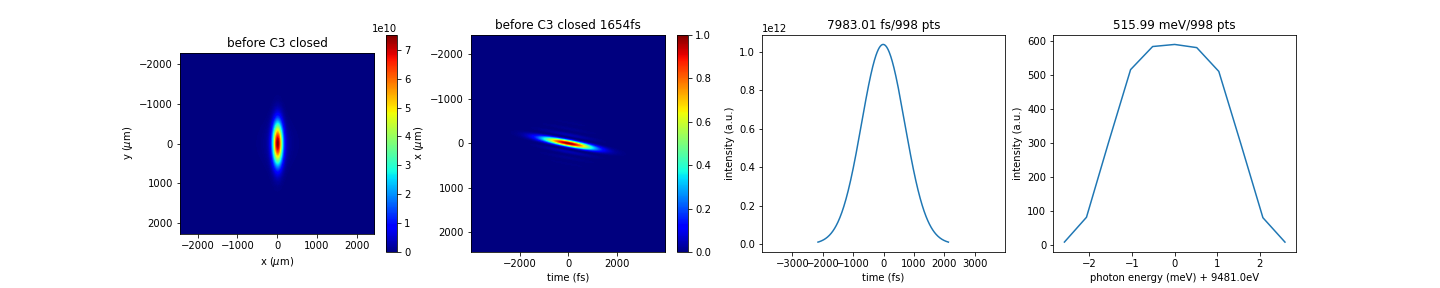 before C3 closed
1e10
y (μm)
−2000
−1000
0
1000
2000
−2000 −1000 0 1000 2000
x (μm)
7
6
5
4
3
2
1
0
before C3 closed 1654fs
x (μm)
−2000
−1000
0
1000
2000
−2000 0 2000
time (fs)
1.0
0.8
0.6
0.4
0.2
0.0
7983.01 fs/998 pts
1e12
intensity (a.u.)
1.0
0.8
0.6
0.4
0.2
0.0
−3000 −2000 −1000 0 1000 2000 3000
time (fs)
515.99 meV/998 pts
intensity (a.u.)
600
500
400
300
200
100
0
−2 −1 0 1 2
photon energy (meV) + 9481.0eV